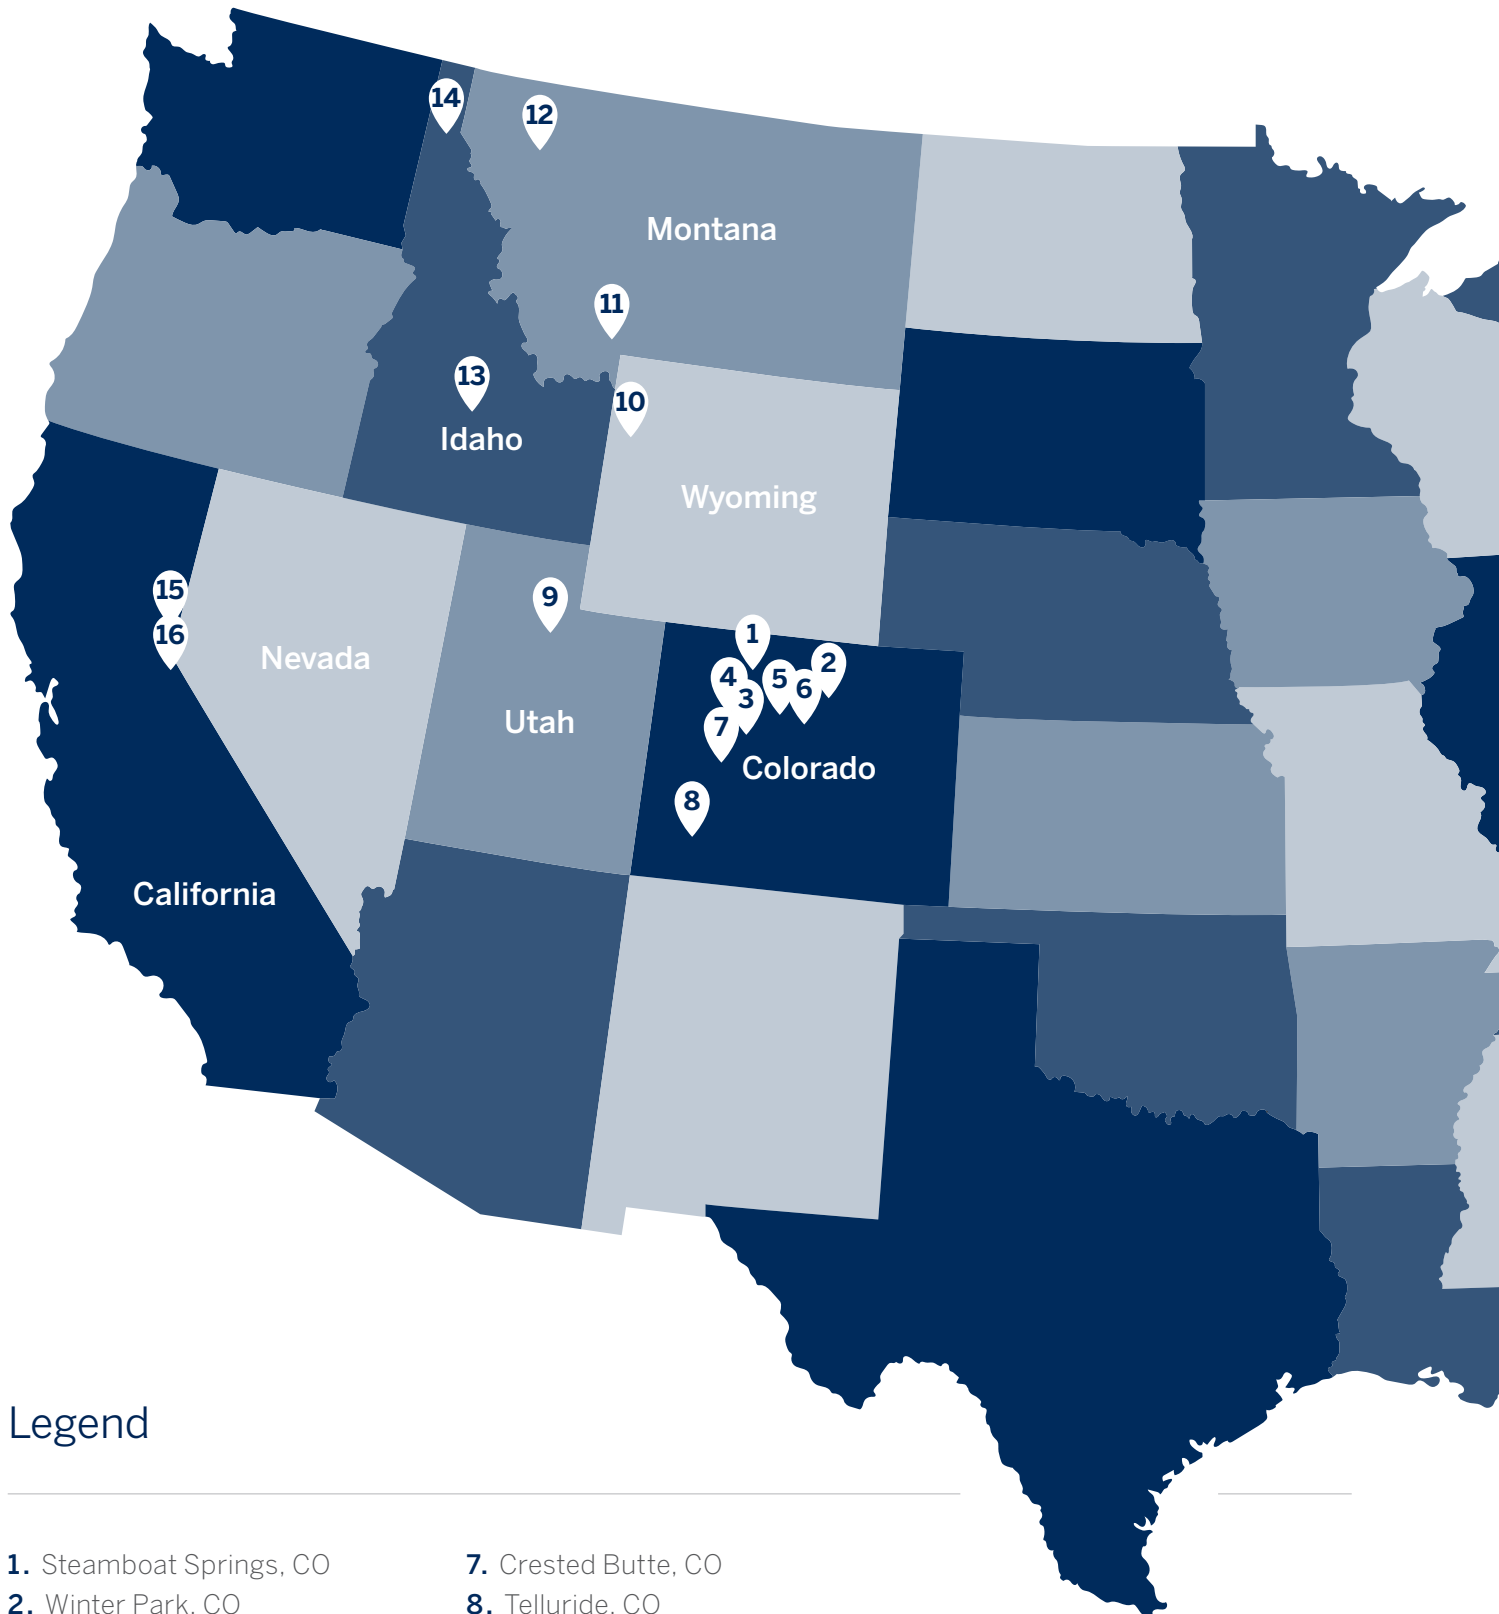 14
12
Montana
11
13
10
Idaho
Wyoming
15
9
16
1
Nevada
2
4
5
6
3
Utah
7
Colorado
8
California
Legend
1. Steamboat Springs, CO
7. Crested Butte, CO
2. Winter Park, CO
8. Telluride, CO